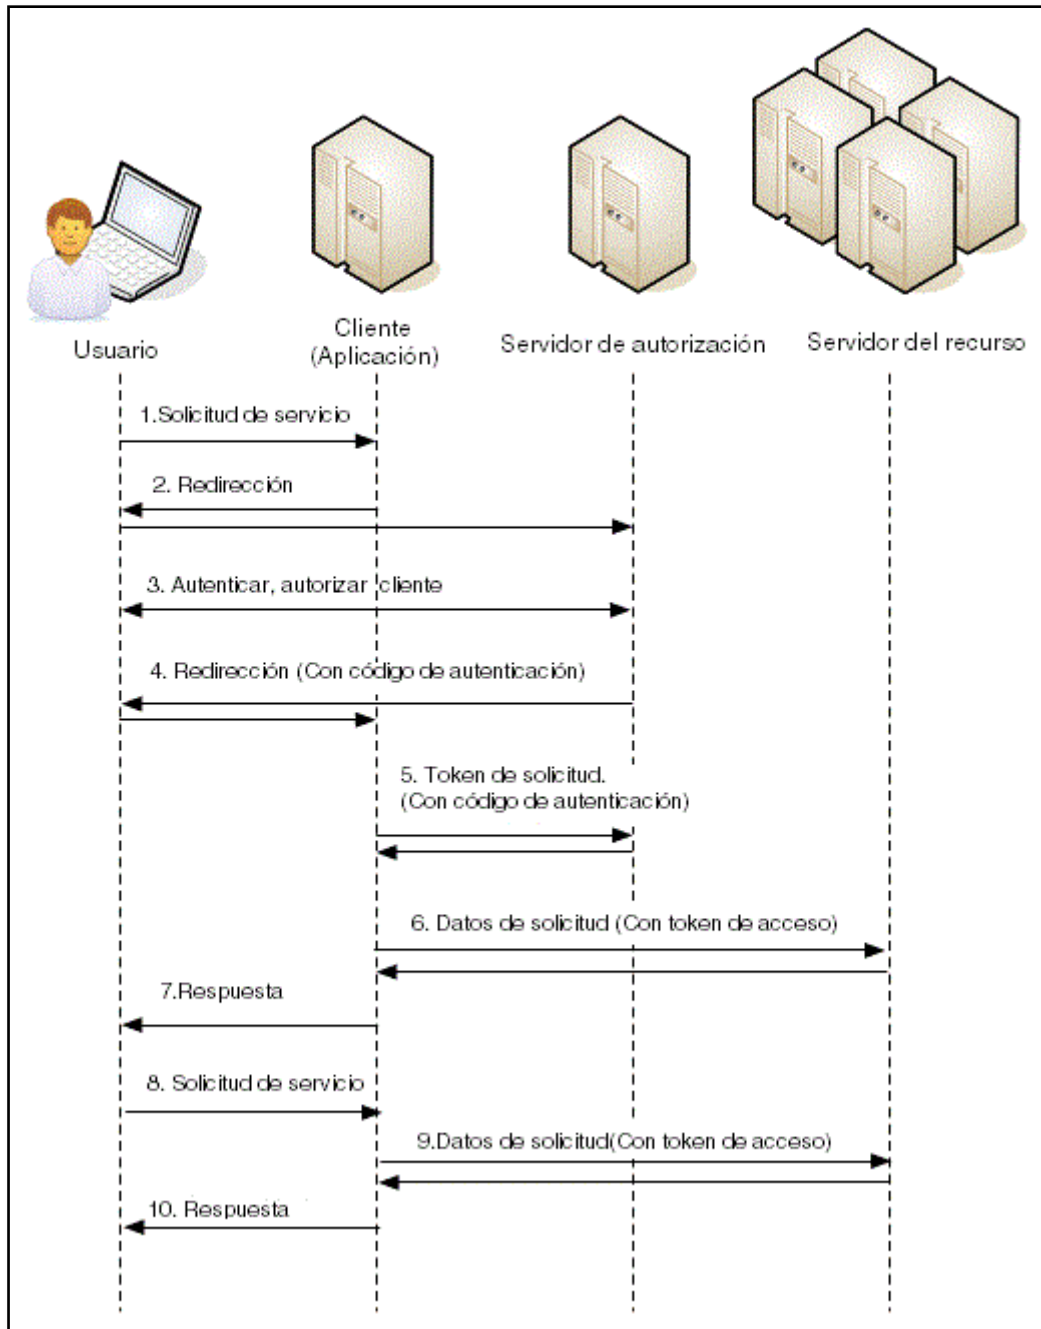 Usuario
Cliente
(Aplicación)
Servidor de autorización
Servidor del recurso
1.Solicitud de servicio
2. Redirección
3. Autenticar, autorizar cliente
4. Redirección (Con código de autenticación)
5. Token de solicitud.
(Con código de autenticación)
6. Datos de solicitud (Con token de acceso)
7.Respuesta
8. Solicitud de servicio
9.Datos de solicitud(Con token de acceso)
10. Respuesta